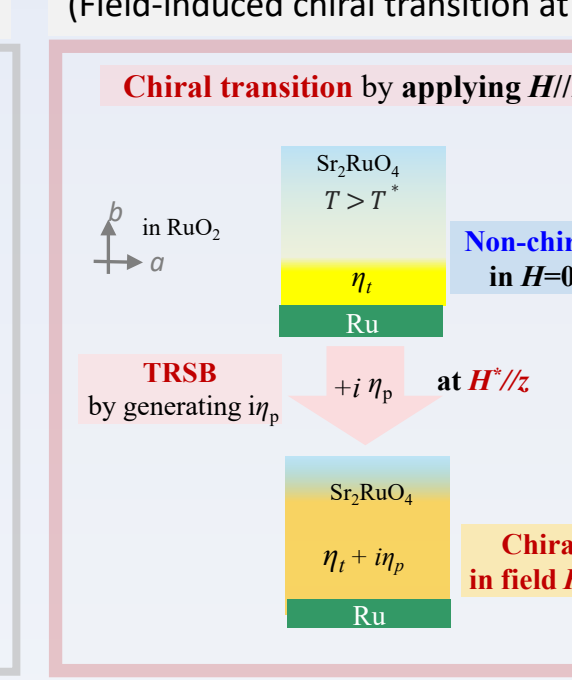 (Field-induced chiral transition at
Chiral transition by applying H//
Sr₂RuO₄
T > T*
b
in RuO₂
a
Non-chir
in H=0
ηₜ
Ru
TRSB
by generating iηₚ
+i ηₚ
at H*//z
Sr₂RuO₄
ηₜ + iηₚ
Chira
in field
Ru